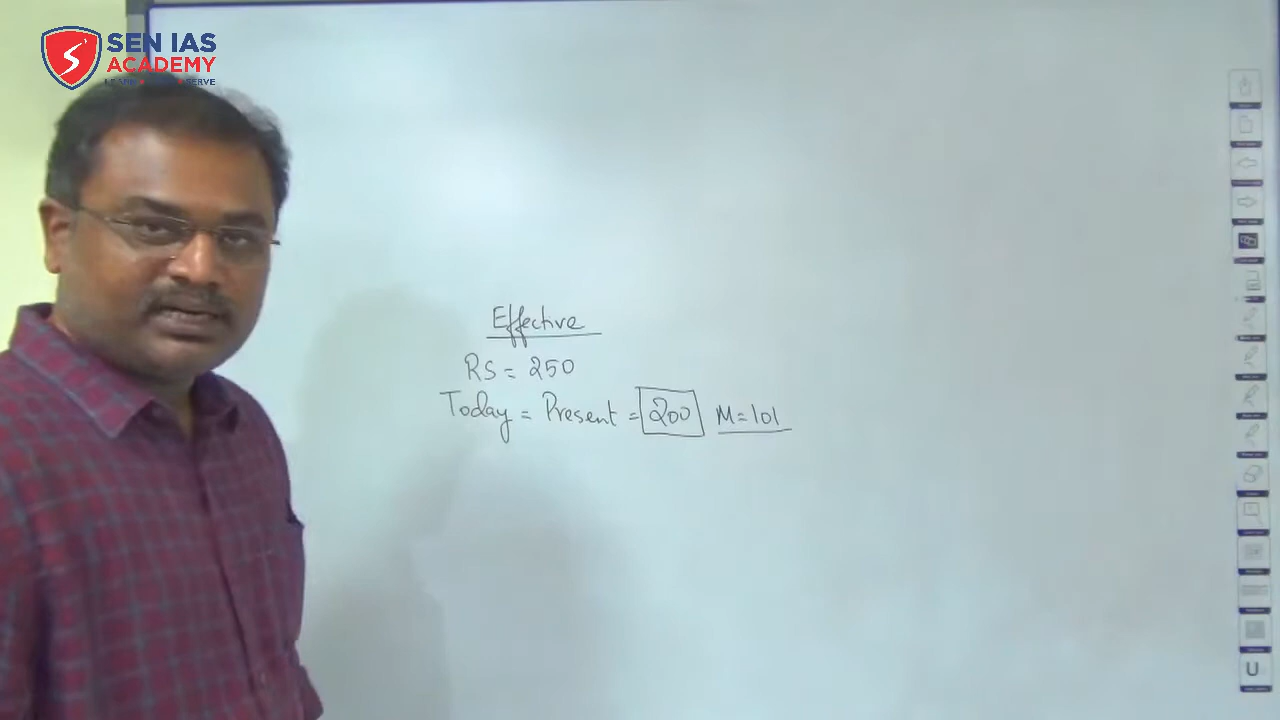 SEN IAS
ACADEMY
Effective
RS = 250
Today = Present = 200 M = 101
U